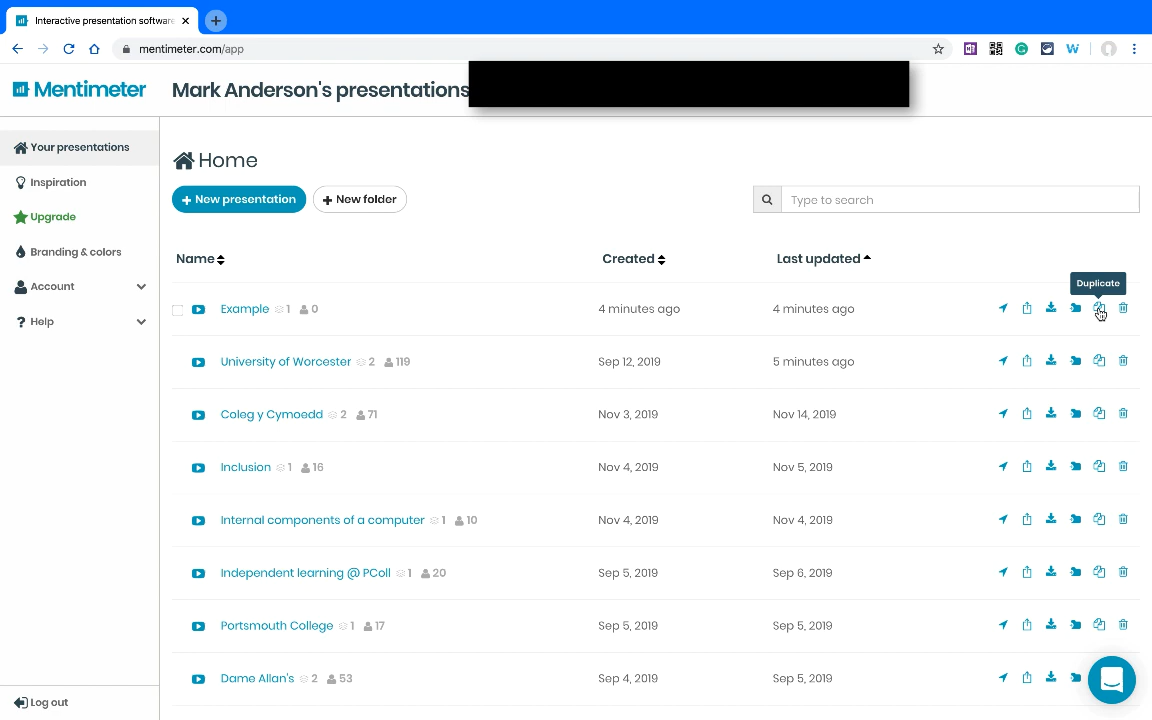 Interactive presentation software
mentimeter.com/app
Mentimeter
Mark Anderson's presentations
Your presentations
Inspiration
Upgrade
Branding & colors
Account
? Help
Log out
Home
+ New presentation
+ New folder
Type to search
Name Created Last updated
Duplicate
Example 1 0 4 minutes ago 4 minutes ago
University of Worcester 2 119 Sep 12, 2019 5 minutes ago
Coleg y Cymoedd 2 71 Nov 3, 2019 Nov 14, 2019
Inclusion 1 16 Nov 4, 2019 Nov 5, 2019
Internal components of a computer 1 10 Nov 4, 2019 Nov 4, 2019
Independent learning @ PColl 1 20 Sep 5, 2019 Sep 6, 2019
Portsmouth College 1 17 Sep 5, 2019 Sep 5, 2019
Dame Allan's 2 53 Sep 4, 2019 Sep 5, 2019